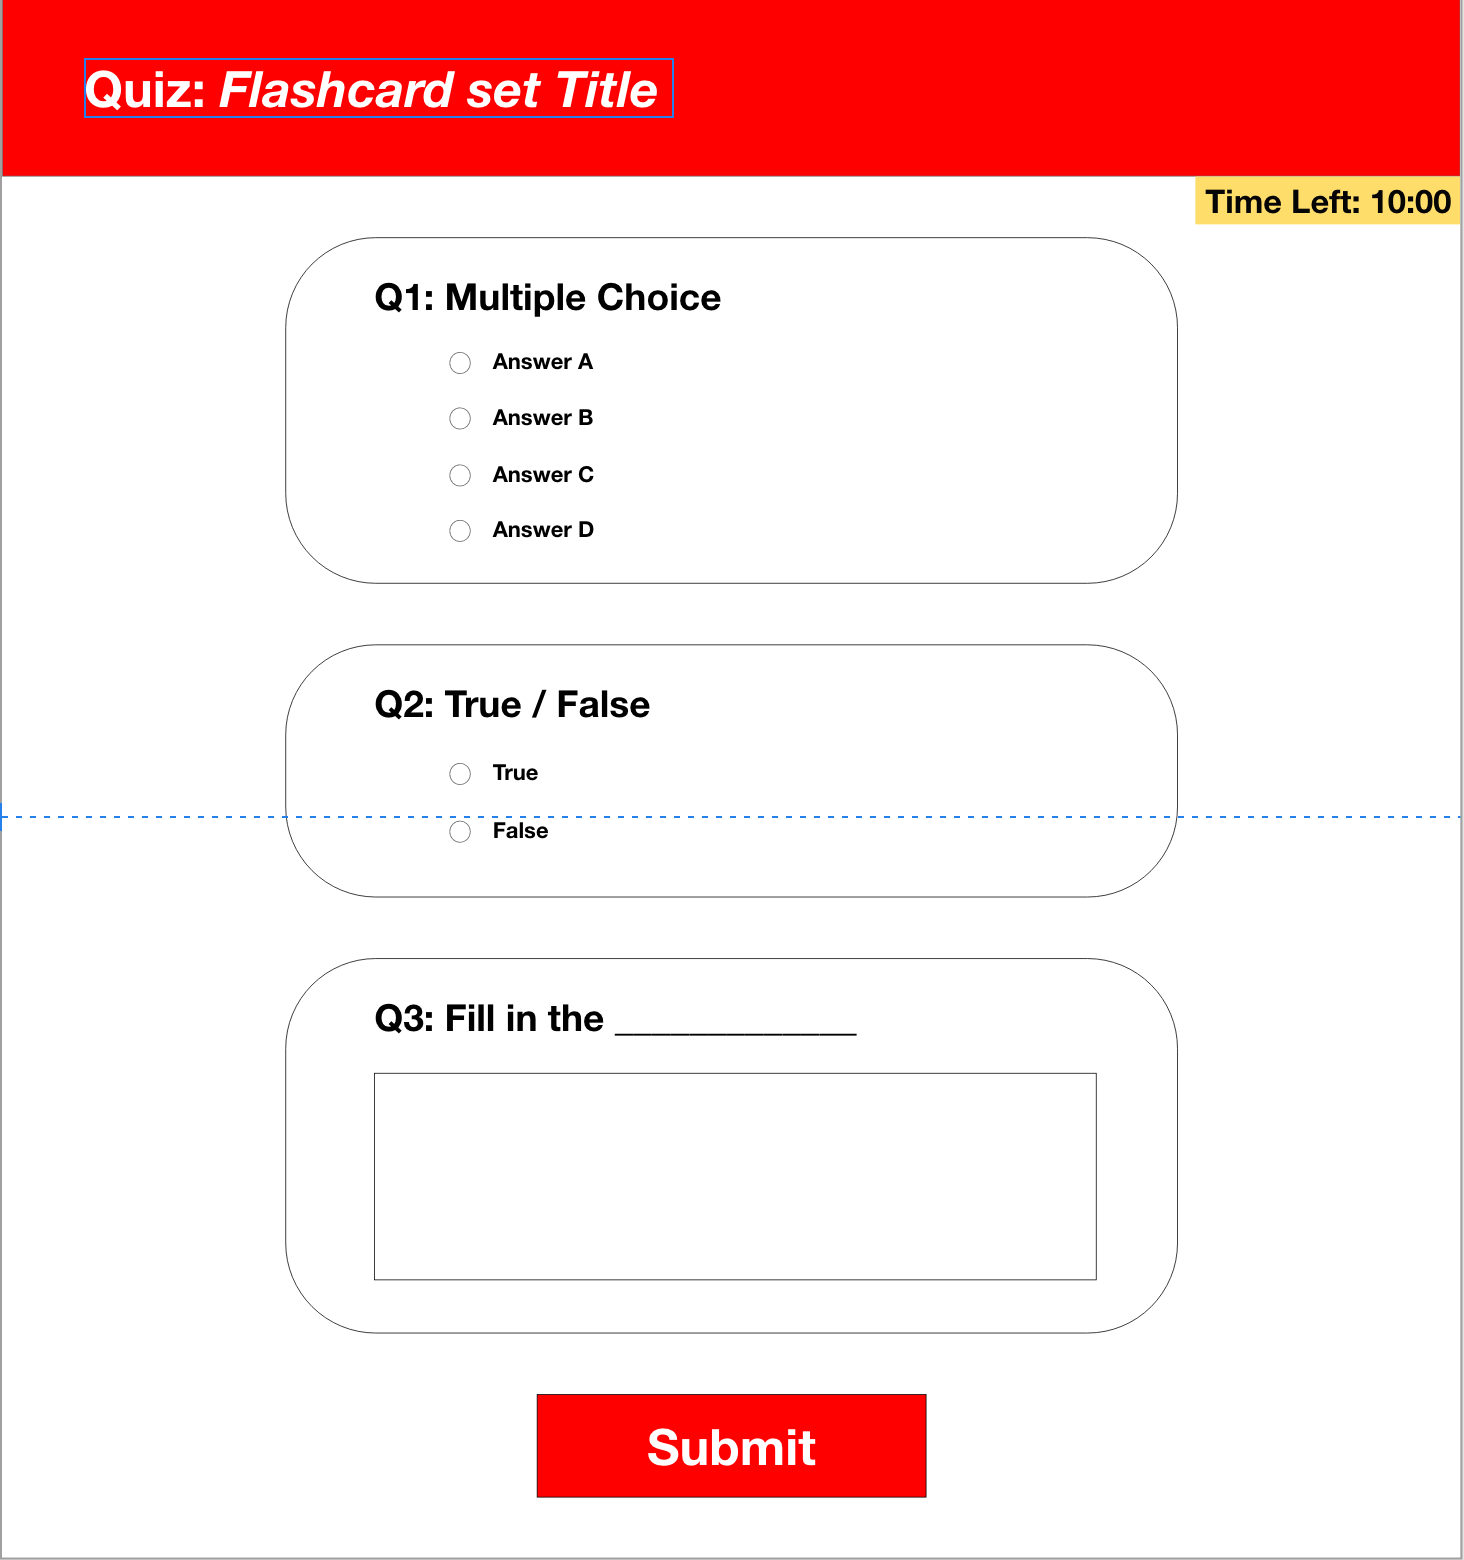 Quiz: Flashcard set Title
Time Left: 10:00
Q1: Multiple Choice
Answer A
Answer B
Answer C
Answer D
Q2: True / False
True
False
Q3: Fill in the ____________
Submit